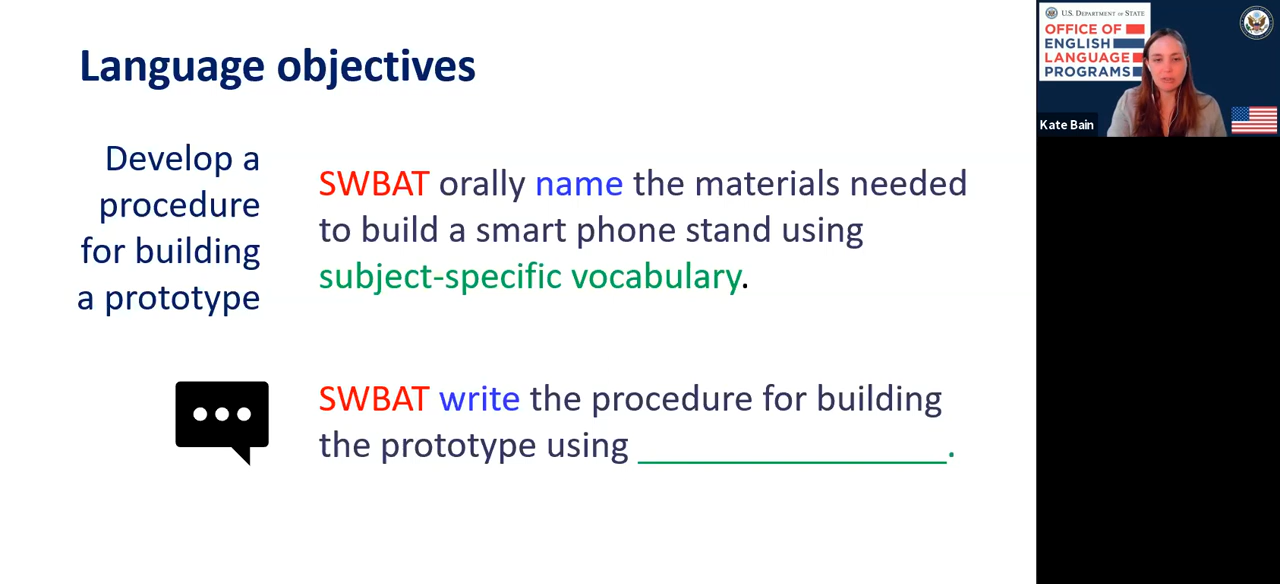 Language objectives
Develop a
procedure
for building
a prototype
SWBAT orally name the materials needed
to build a smart phone stand using
subject-specific vocabulary.
SWBAT write the procedure for building
the prototype using _______________.
U.S. DEPARTMENT OF STATE
OFFICE OF
ENGLISH
LANGUAGE
PROGRAMS
Kate Bain